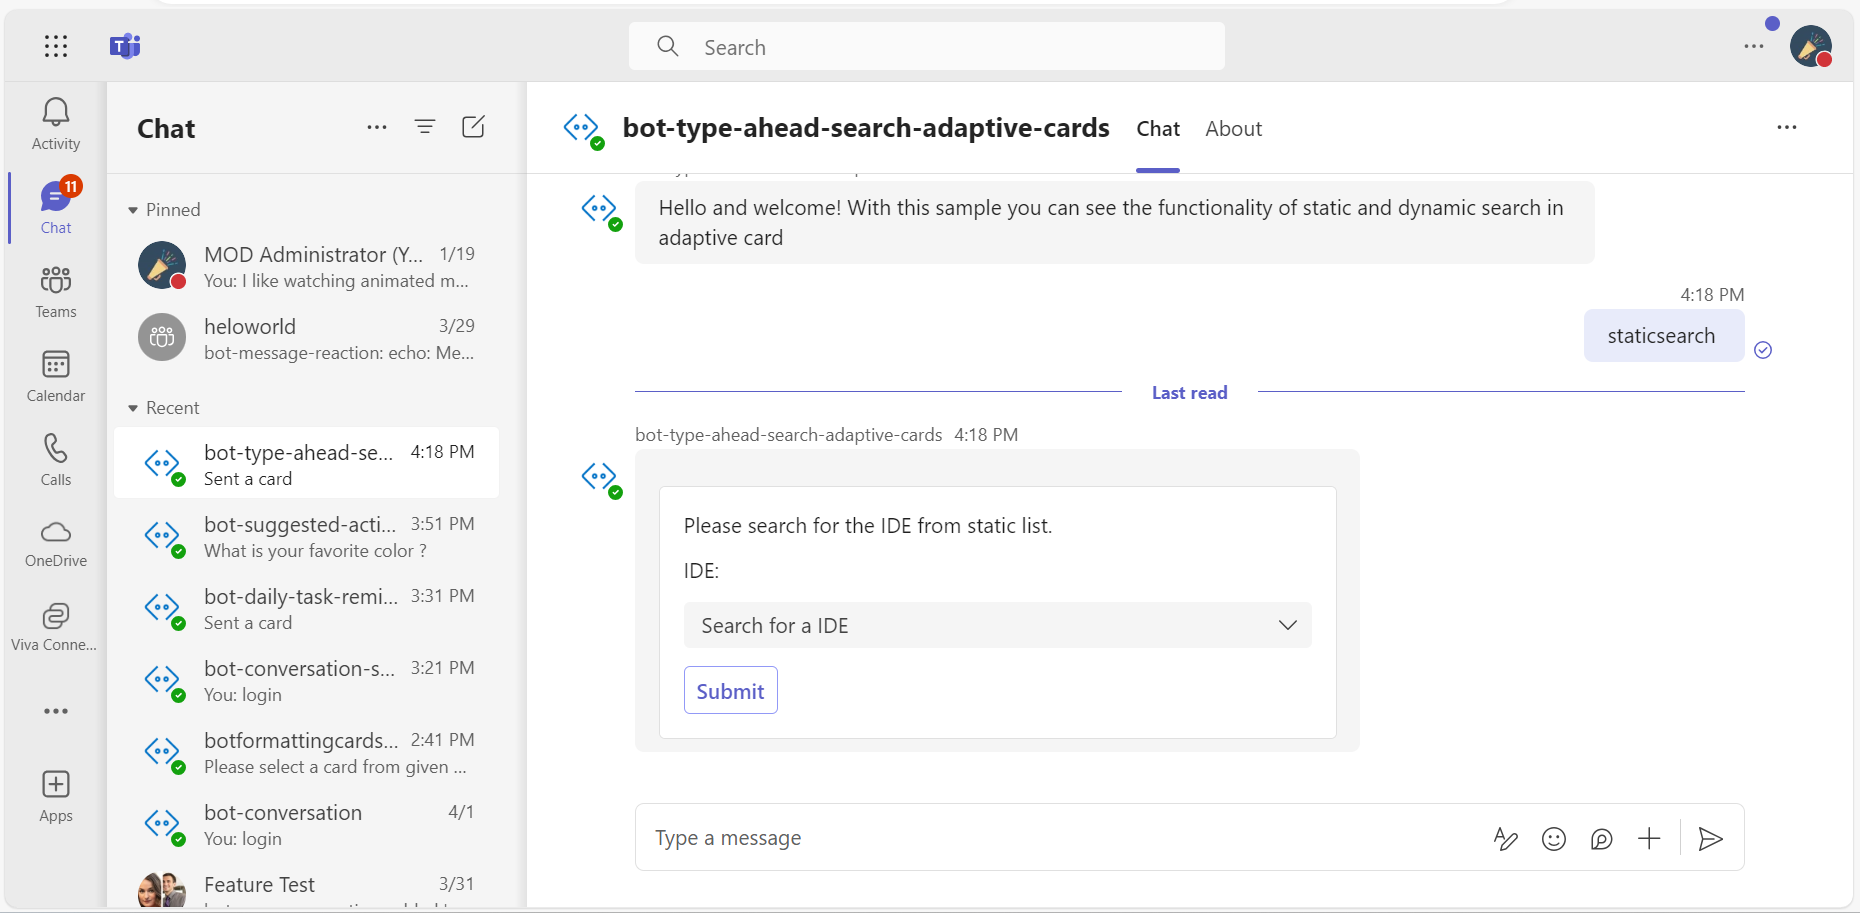 Search
Activity
11
Chat
Teams
Calendar
Calls
OneDrive
Viva Conne...
Apps
Chat
Pinned
MOD Administrator (Y... 1/19
You: I like watching animated m...
heloworld 3/29
bot-message-reaction: echo: Me...
Recent
bot-type-ahead-se... 4:18 PM
Sent a card
bot-suggested-acti... 3:51 PM
What is your favorite color ?
bot-daily-task-remi... 3:31 PM
Sent a card
bot-conversation-s... 3:21 PM
You: login
botformattingcards... 2:41 PM
Please select a card from given ...
bot-conversation 4/1
You: login
Feature Test 3/31
bot-type-ahead-search-adaptive-cards Chat About
Hello and welcome! With this sample you can see the functionality of static and dynamic search in
adaptive card
4:18 PM
staticsearch
Last read
bot-type-ahead-search-adaptive-cards 4:18 PM
Please search for the IDE from static list.
IDE:
Search for a IDE
Submit
Type a message